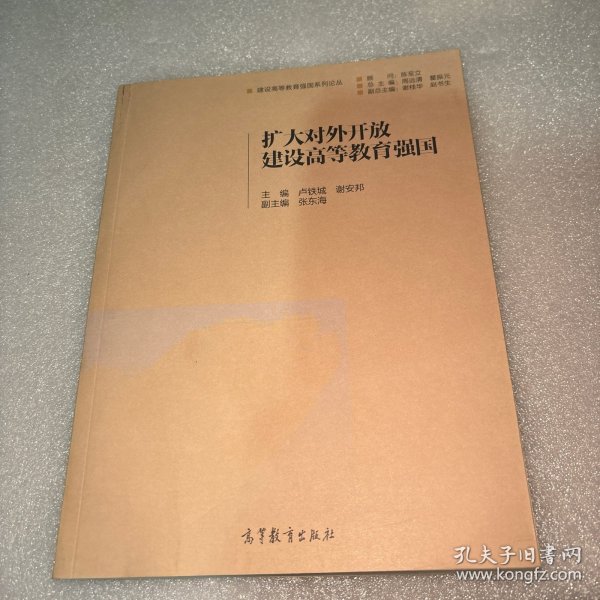 建设高等教育强国系列论丛
顾 问：陈至立
总 主 编：周远清 瞿振元
副总主编：谢桂华 赵书生
扩大对外开放
建设高等教育强国
主 编 卢铁城 谢安邦
副主编 张东海
高等教育出版社
孔夫子旧书网
www.kongfz.com